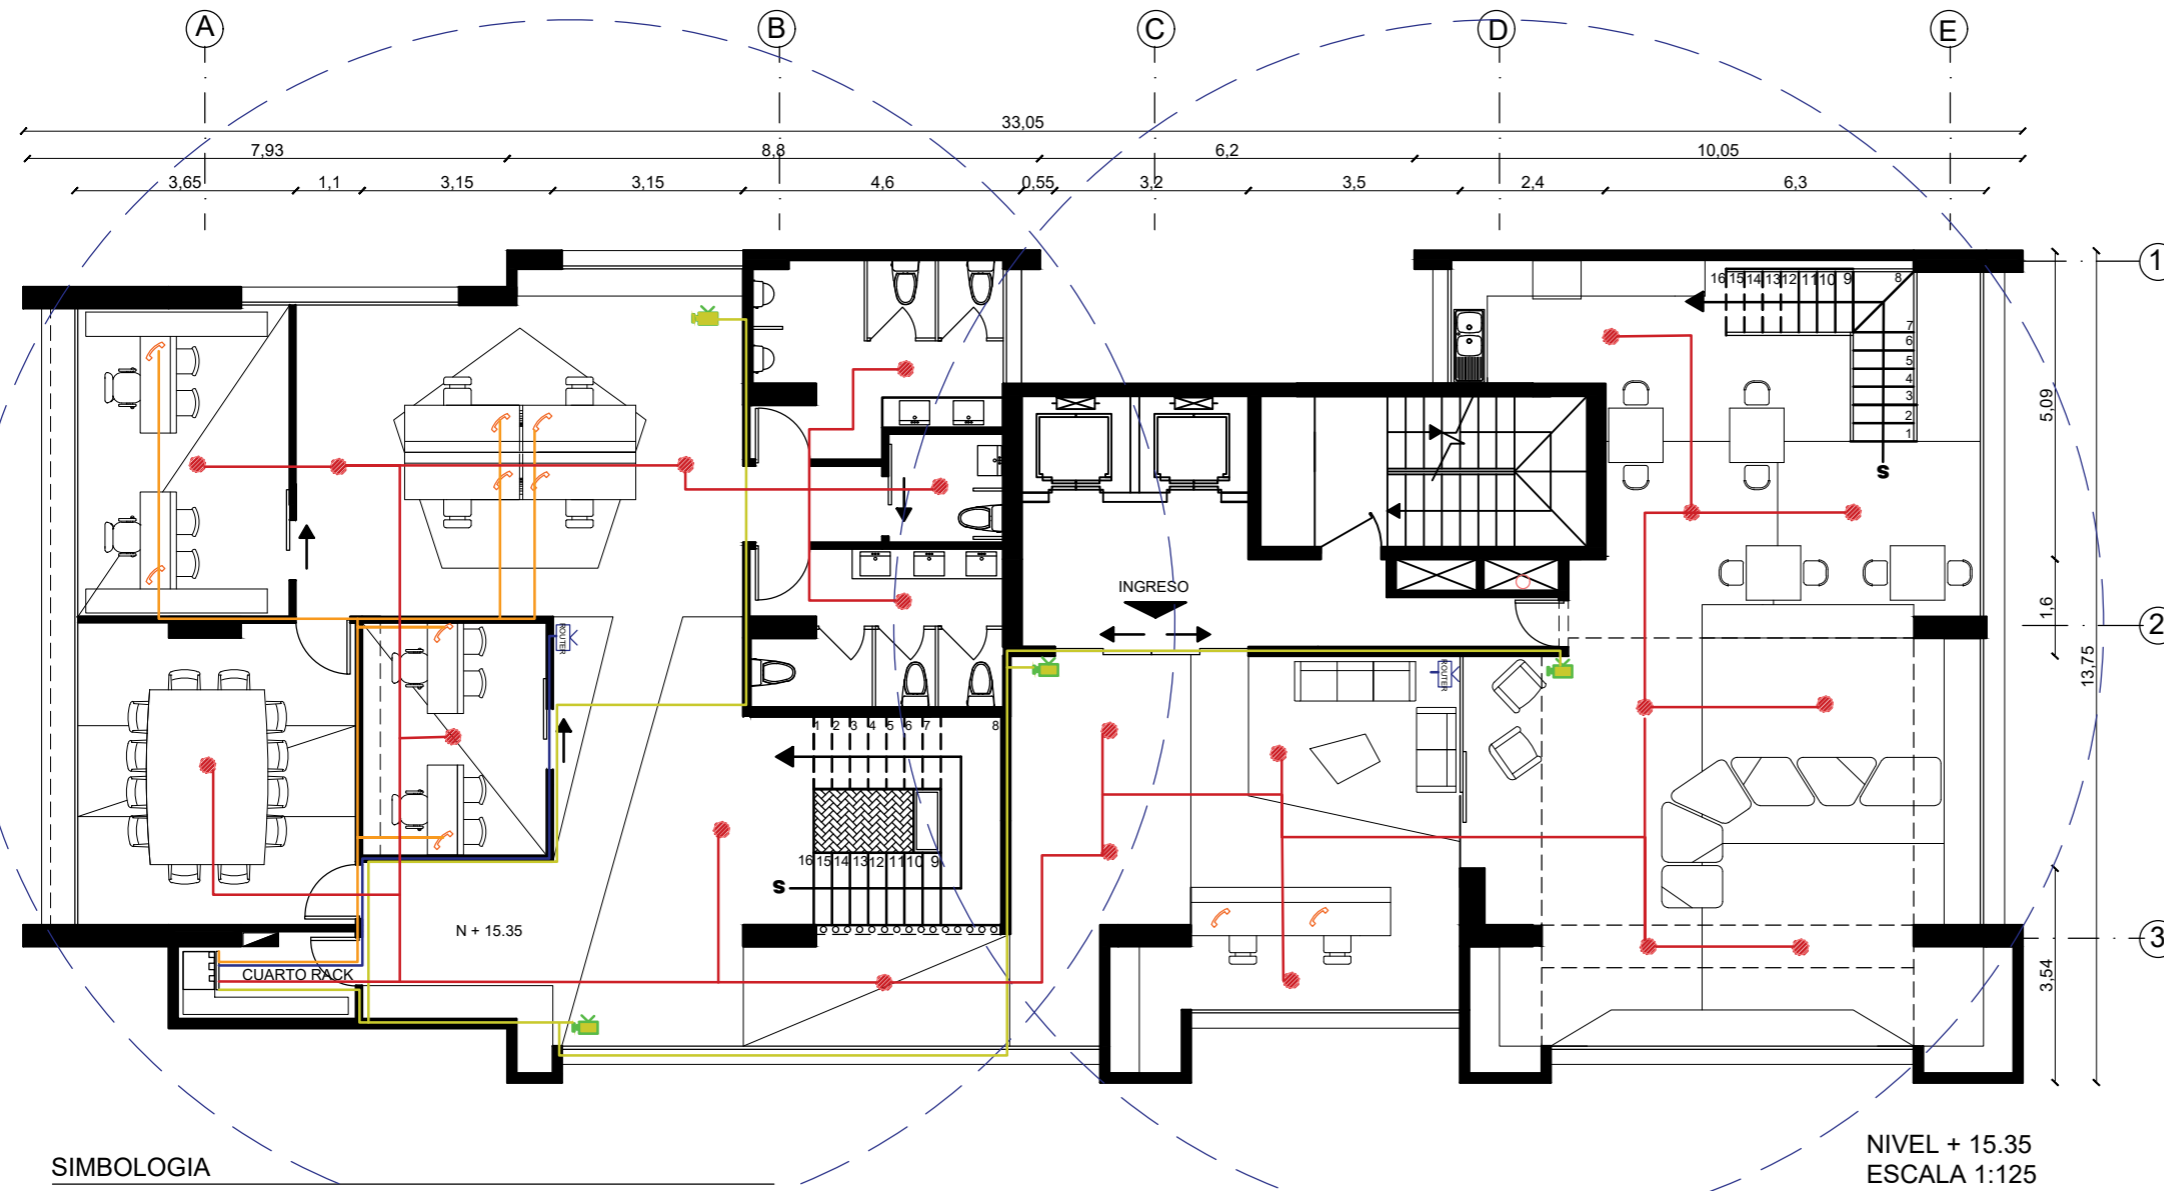 A B C D E
33,05
7,93 8,8 6,2 10,05
3,65 1,1 3,15 3,15 4,6 0,55 3,2 3,5 2,4 6,3
1
16 15 14 13 12 11 10 9 8
7
6
5
4
3
2
1
S
5,09
ROUTER
INGRESO
1,6
2
13,75
ROUTER
1 2 3 4 5 6 7 8
16 15 14 13 12 11 10 9
S
N + 15.35
3
CUARTO RACK
3,54
NIVEL + 15.35
SIMBOLOGIA
ESCALA 1:125